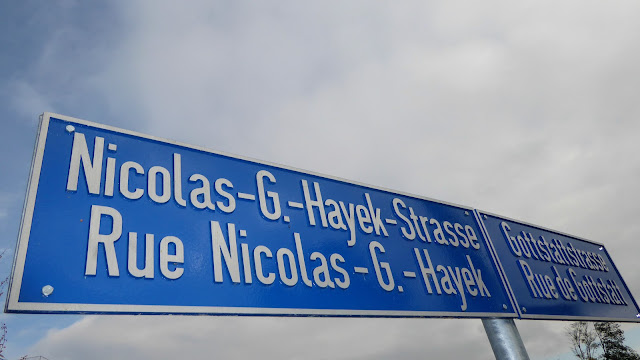 Nicolas-G.-Hayek-Strasse
Rue Nicolas-G.-Hayek
Gottstattstrasse
Rue de Gottstatt